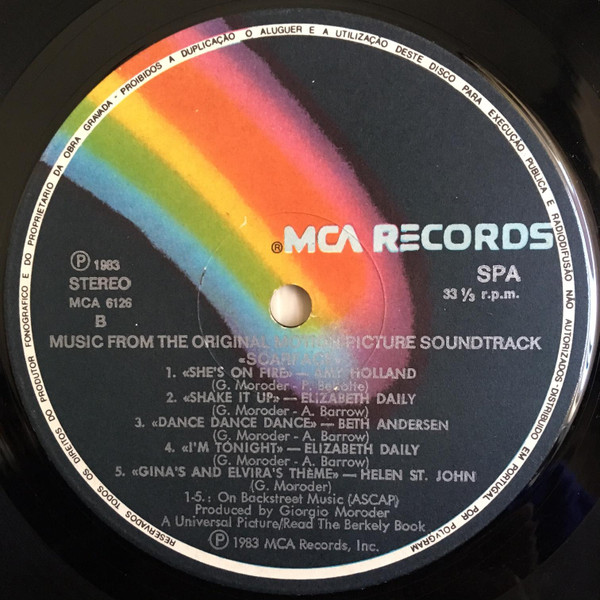 RESERVADOS TODOS OS DIREITOS DO PRODUTOR FONOGRÁFICO E DO PROPRIETÁRIO DA OBRA GRAVADA - PROIBIDOS A DUPLICAÇÃO O ALUGUER E A UTILIZAÇÃO DESTE DISCO PARA EXECUÇÃO PUBLICA E RADIODIFUSÃO NÃO AUTORIZADOS - DISTRIBUIDO EM PORTUGAL POR POLYGRAM
® MCA RECORDS
Ⓟ 1983
STEREO
MCA 6126
B
SPA
33 ⅓ r.p.m.
MUSIC FROM THE ORIGINAL MOTION PICTURE SOUNDTRACK
«SCARFACE»
1. «SHE'S ON FIRE» — AMY HOLLAND
(G. Moroder - P. Bellotte)
2. «SHAKE IT UP» — ELIZABETH DAILY
(G. Moroder - A. Barrow)
3. «DANCE DANCE DANCE» — BETH ANDERSEN
(G. Moroder - A. Barrow)
4. «I'M TONIGHT» — ELIZABETH DAILY
(G. Moroder - A. Barrow)
5. «GINA'S AND ELVIRA'S THÈME» — HELEN ST. JOHN
(G. Moroder)
1-5.: On Backstreet Music (ASCAP)
Produced by Giorgio Moroder
A Universal Picture/Read The Berkely Book
Ⓟ 1983 MCA Records, Inc.